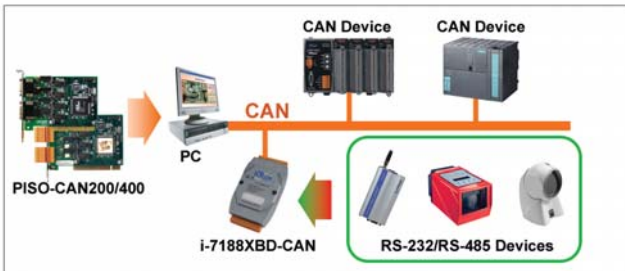 CAN Device
CAN Device
CAN
PC
PISO-CAN200/400
i-7188XBD-CAN
RS-232/RS-485 Devices